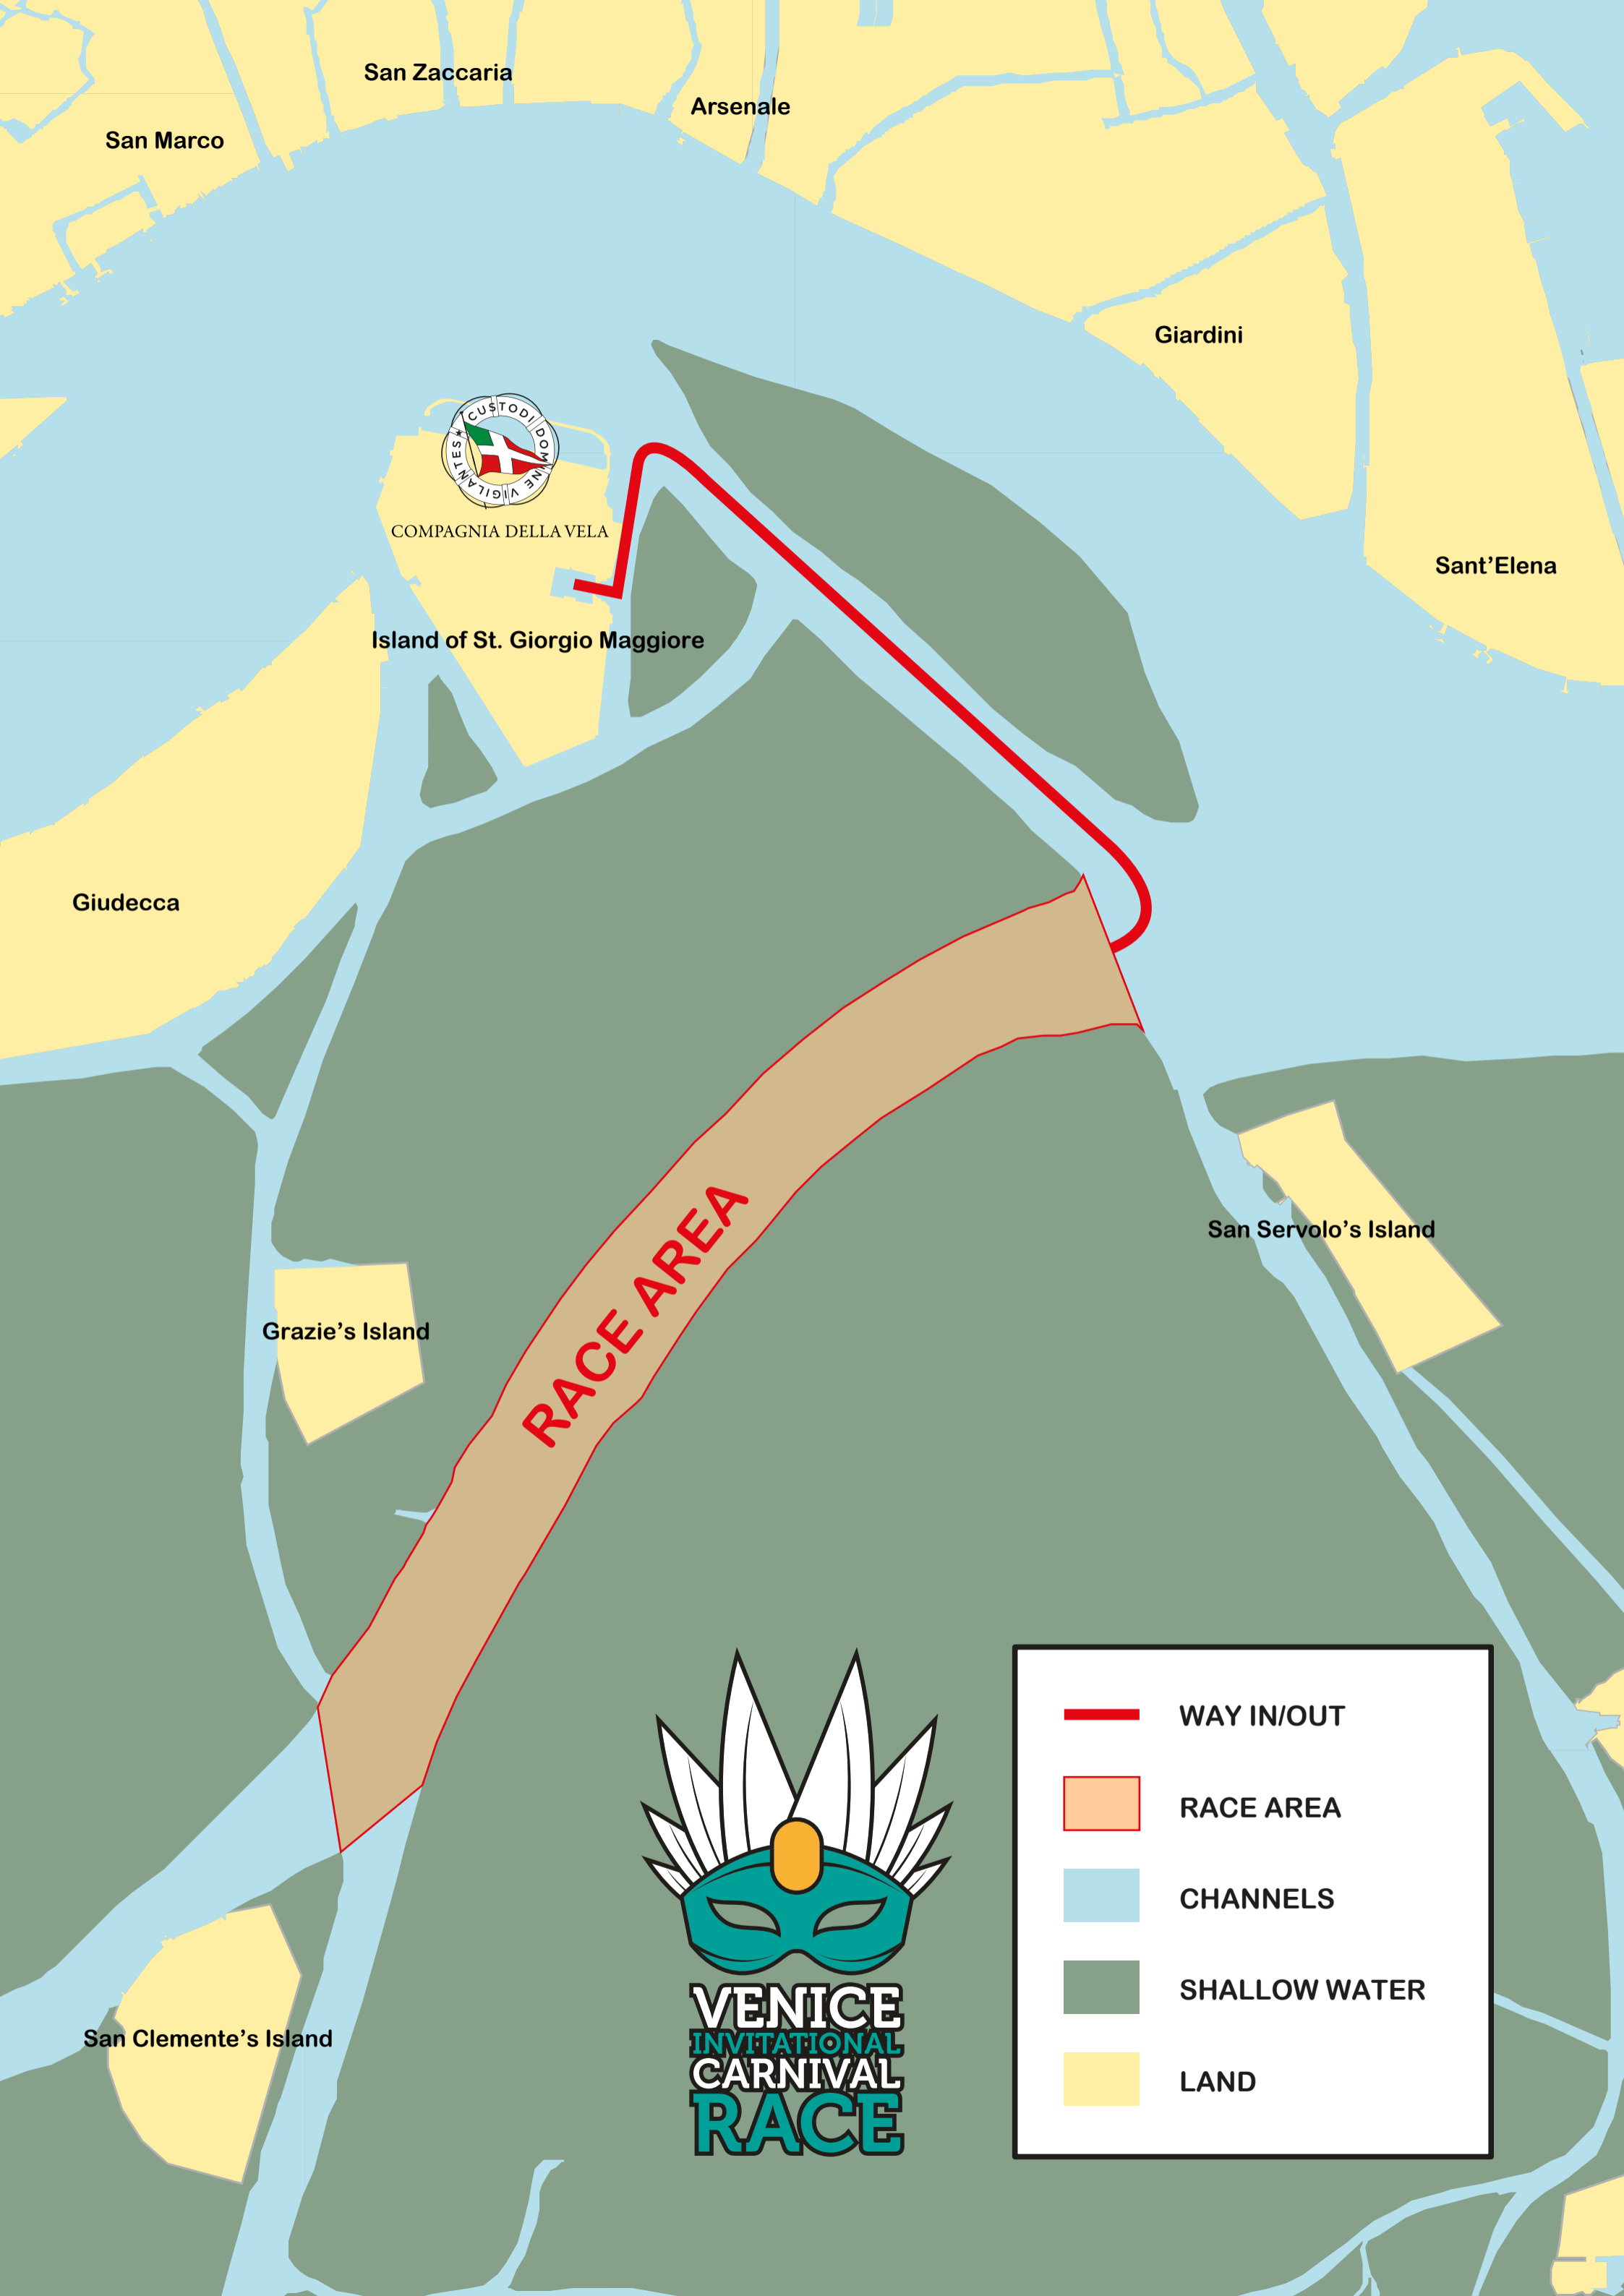 San Zaccaria
Arsenale
San Marco
Giardini
CUSTODI DOMINE VIGILANTES
COMPAGNIA DELLA VELA
Sant'Elena
Island of St. Giorgio Maggiore
Giudecca
RACE AREA
San Servolo's Island
Grazie's Island
WAY IN/OUT
RACE AREA
CHANNELS
SHALLOW WATER
LAND
VENICE
INVITATIONAL
CARNIVAL
RACE
San Clemente's Island